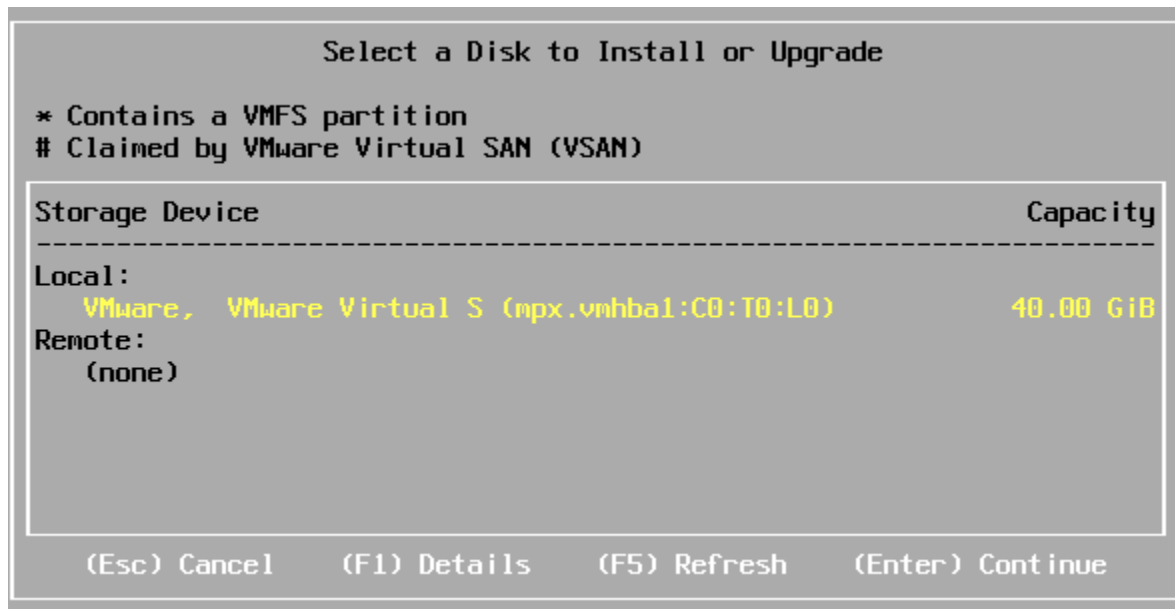 Select a Disk to Install or Upgrade
* Contains a VMFS partition
# Claimed by VMware Virtual SAN (VSAN)
Storage Device Capacity
----------------------------------------------------------------------
Local:
VMware, VMware Virtual S (mpx.vmhba1:C0:T0:L0) 40.00 GiB
Remote:
(none)
(Esc) Cancel (F1) Details (F5) Refresh (Enter) Continue